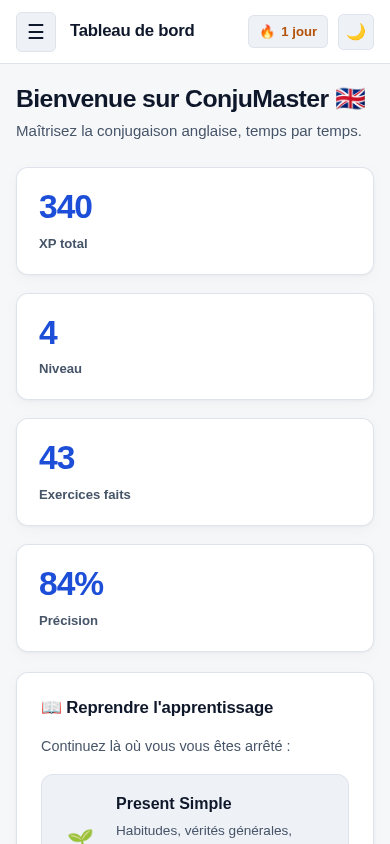 ☰ Tableau de bord 🔥 1 jour 🌙
Bienvenue sur ConjuMaster 🇬🇧
Maîtrisez la conjugaison anglaise, temps par temps.
340
XP total
4
Niveau
43
Exercices faits
84%
Précision
📖 Reprendre l'apprentissage
Continuez là où vous vous êtes arrêté :
Present Simple
Habitudes, vérités générales,